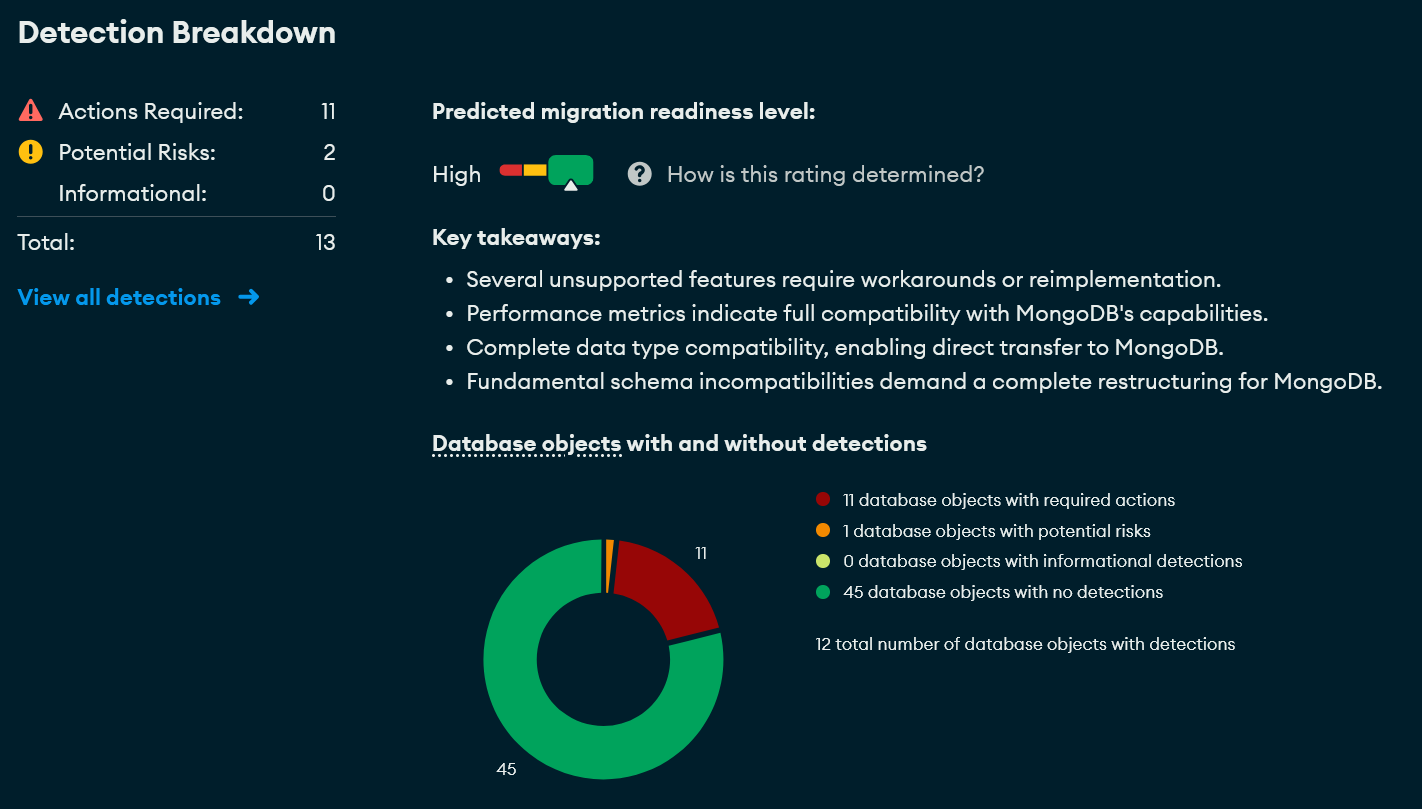 Detection Breakdown
Actions Required: 11
Potential Risks: 2
Informational: 0
Total: 13
View all detections →
Predicted migration readiness level:
High ? How is this rating determined?
Key takeaways:
• Several unsupported features require workarounds or reimplementation.
• Performance metrics indicate full compatibility with MongoDB's capabilities.
• Complete data type compatibility, enabling direct transfer to MongoDB.
• Fundamental schema incompatibilities demand a complete restructuring for MongoDB.
Database objects with and without detections
11
45
11 database objects with required actions
1 database objects with potential risks
0 database objects with informational detections
45 database objects with no detections
12 total number of database objects with detections